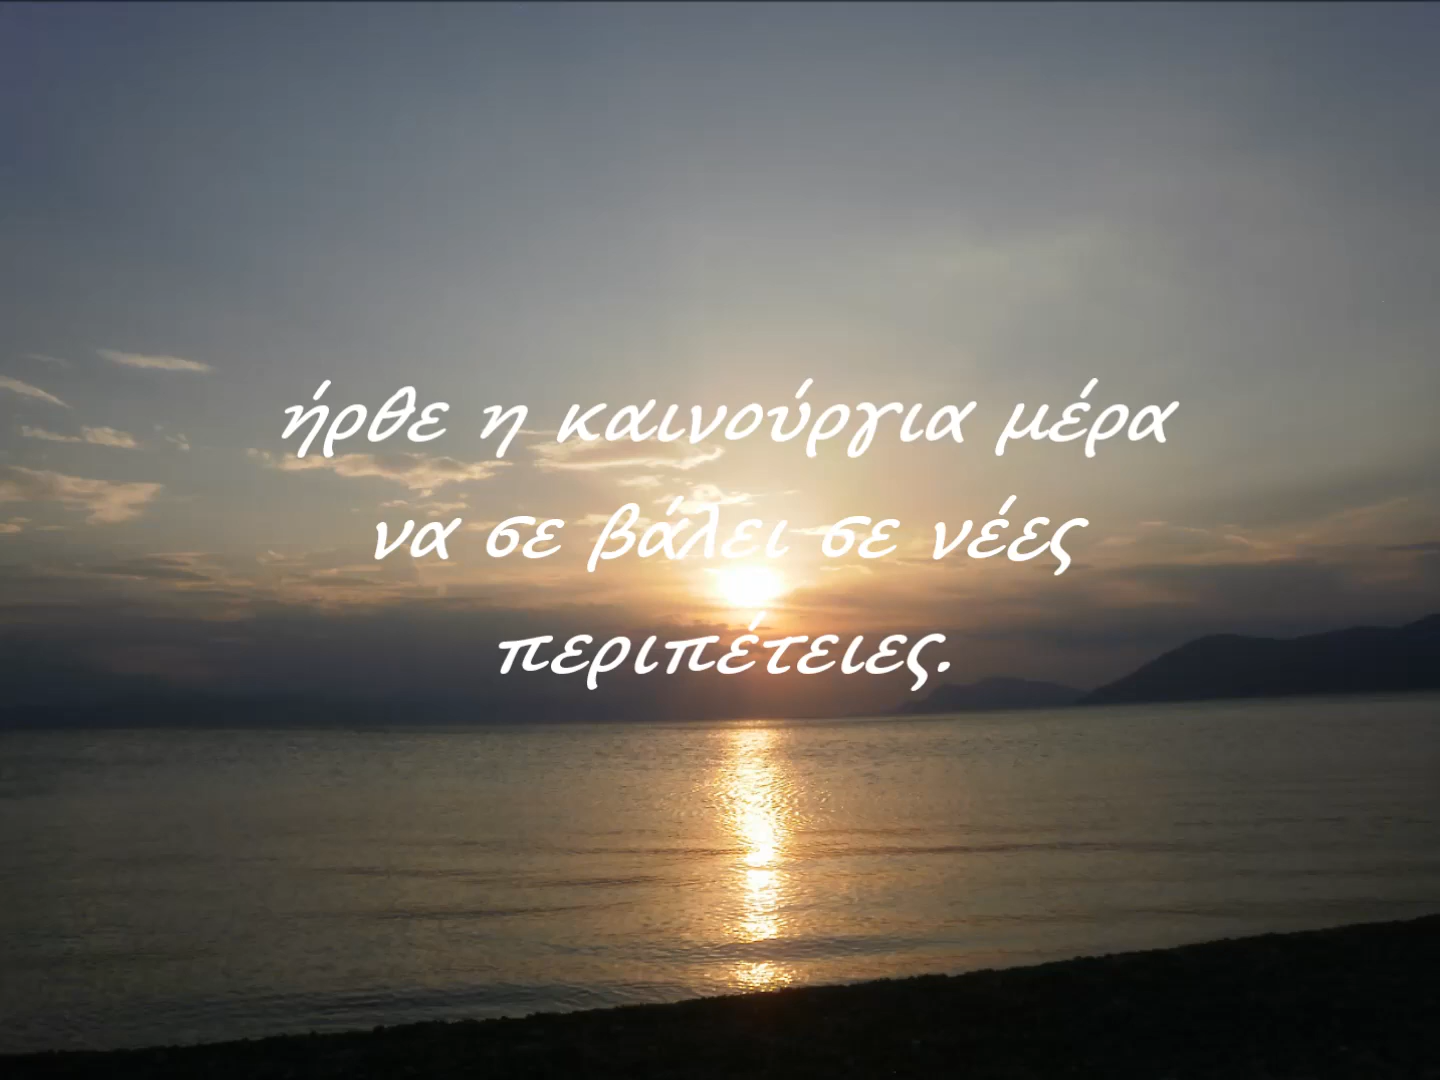 ήρθε η καινούργια μέρα
να σε βάλει σε νέες
περιπέτειες.